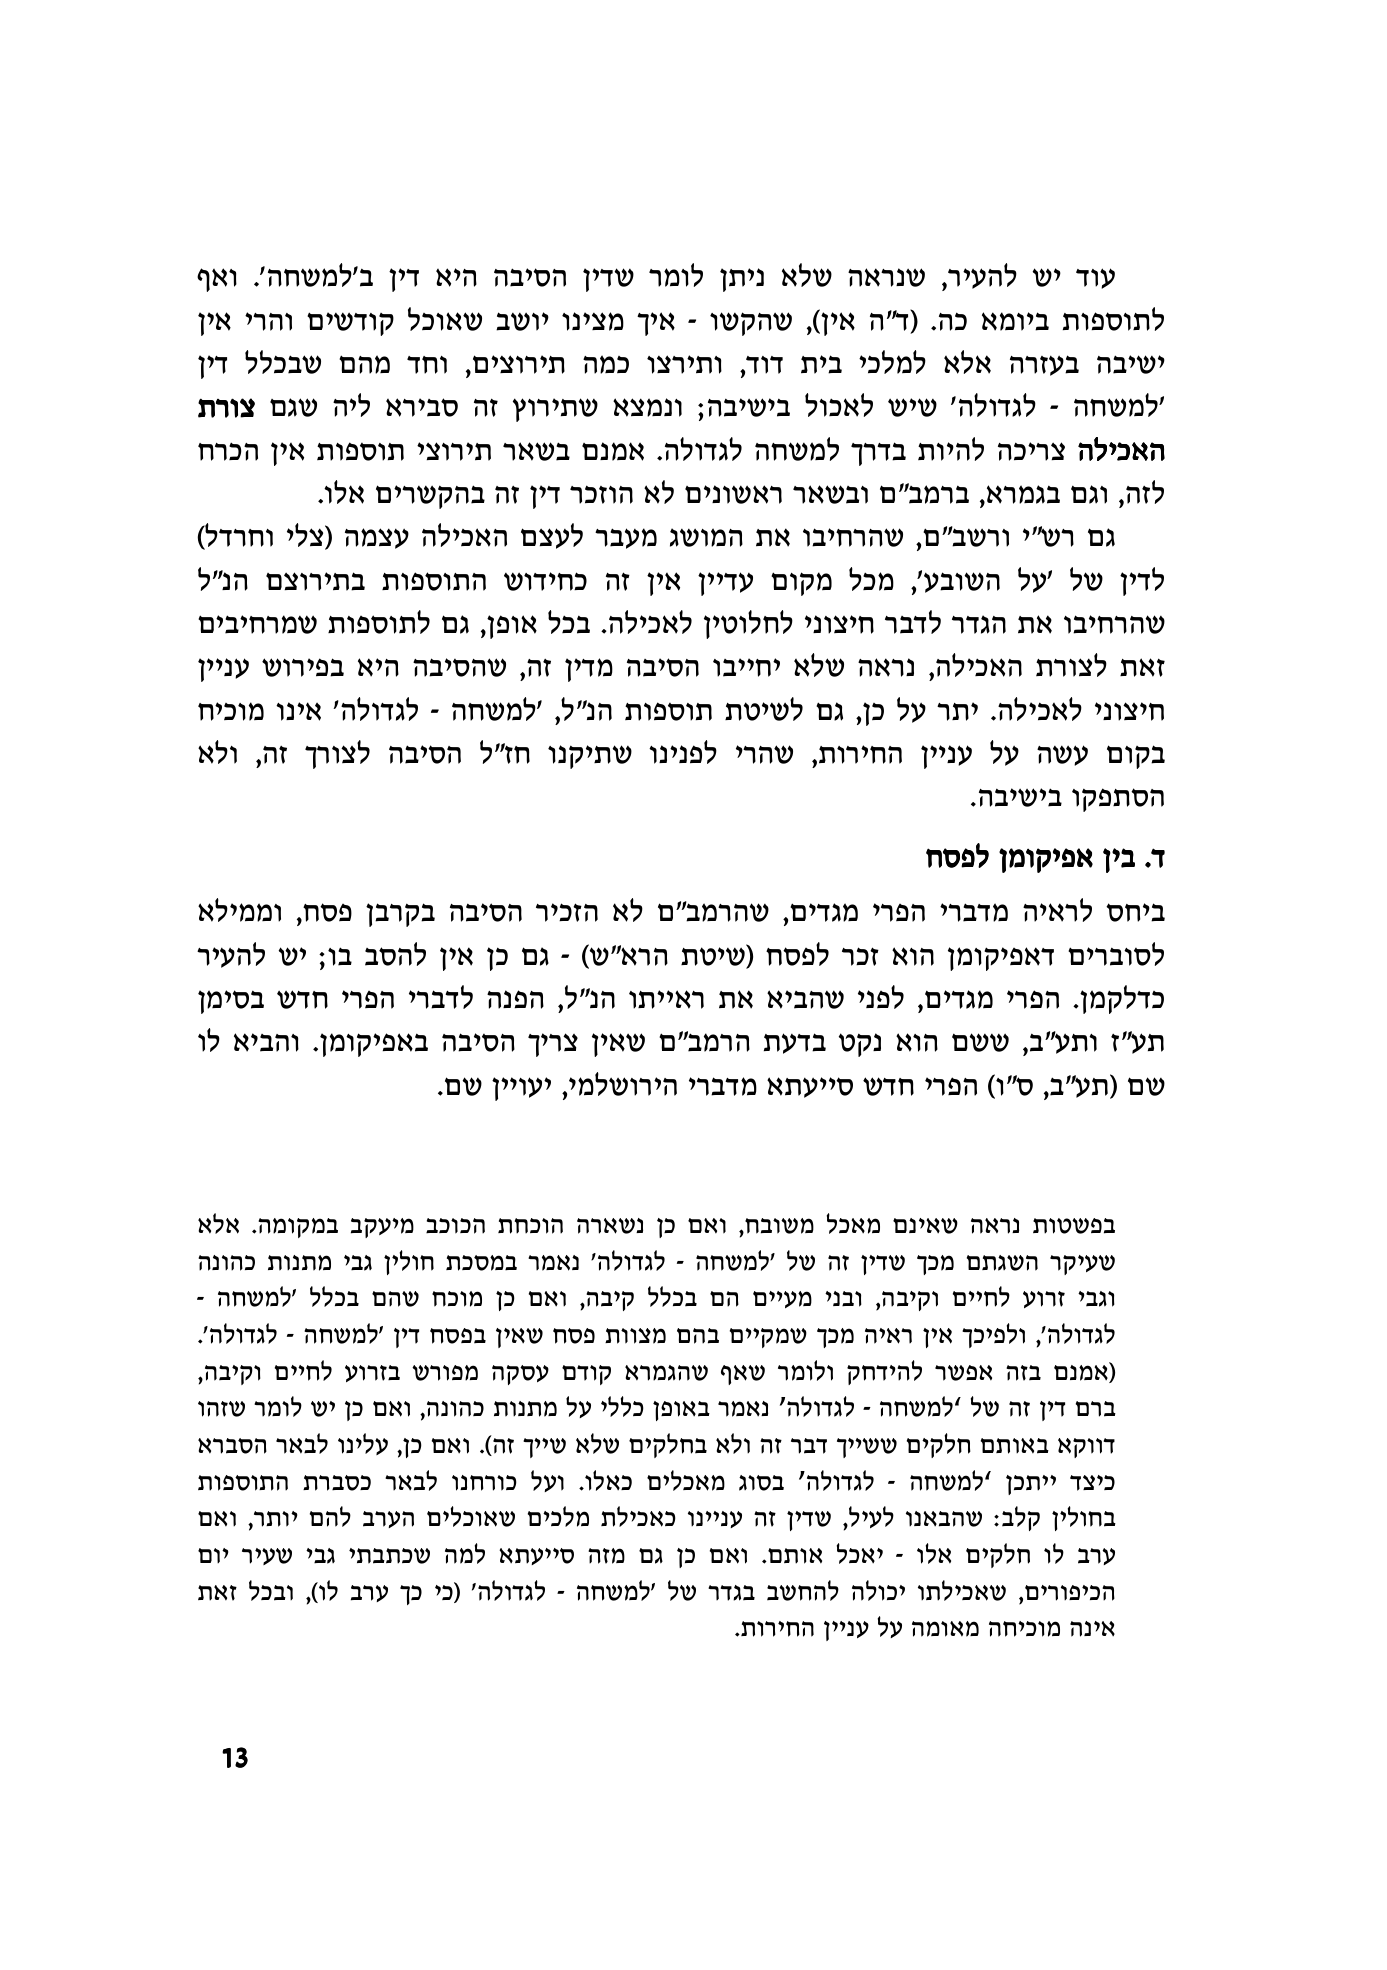 עוד יש להעיר, שנראה שלא ניתן לומר שדין הסיבה היא דין ב'למשחה'. ואף
לתוספות ביומא כה. (ד"ה אין), שהקשו - איך מצינו יושב שאוכל קודשים והרי אין
ישיבה בעזרה אלא למלכי בית דוד, ותירצו כמה תירוצים, וחד מהם שבכלל דין
'למשחה - לגדולה' שיש לאכול בישיבה; ונמצא שתירוץ זה סבירא ליה שגם צורת
האכילה צריכה להיות בדרך למשחה לגדולה. אמנם בשאר תירוצי תוספות אין הכרח
לזה, וגם בגמרא, ברמב"ם ובשאר ראשונים לא הוזכר דין זה בהקשרים אלו.
גם רש"י ורשב"ם, שהרחיבו את המושג מעבר לעצם האכילה עצמה (צלי וחרדל)
לדין של 'על השובע', מכל מקום עדיין אין זה כחידוש התוספות בתירוצם הנ"ל
שהרחיבו את הגדר לדבר חיצוני לחלוטין לאכילה. בכל אופן, גם לתוספות שמרחיבים
זאת לצורת האכילה, נראה שלא יחייבו הסיבה מדין זה, שהסיבה היא בפירוש עניין
חיצוני לאכילה. יתר על כן, גם לשיטת תוספות הנ"ל, 'למשחה - לגדולה' אינו מוכיח
בקום עשה על עניין החירות, שהרי לפנינו שתיקנו חז"ל הסיבה לצורך זה, ולא
הסתפקו בישיבה.
ד. בין אפיקומן לפסח
ביחס לראיה מדברי הפרי מגדים, שהרמב"ם לא הזכיר הסיבה בקרבן פסח, וממילא
לסוברים דאפיקומן הוא זכר לפסח (שיטת הרא"ש) - גם כן אין להסב בו; יש להעיר
כדלקמן. הפרי מגדים, לפני שהביא את ראייתו הנ"ל, הפנה לדברי הפרי חדש בסימן
תע"ז ותע"ב, ששם הוא נקט בדעת הרמב"ם שאין צריך הסיבה באפיקומן. והביא לו
שם (תע"ב, ס"ו) הפרי חדש סייעתא מדברי הירושלמי, יעויין שם.
בפשטות נראה שאינם מאכל משובח, ואם כן נשארה הוכחת הכוכב מיעקב במקומה. אלא
שעיקר השגתם מכך שדין זה של 'למשחה - לגדולה' נאמר במסכת חולין גבי מתנות כהונה
וגבי זרוע לחיים וקיבה, ובני מעיים הם בכלל קיבה, ואם כן מוכח שהם בכלל 'למשחה -
לגדולה', ולפיכך אין ראיה מכך שמקיים בהם מצוות פסח שאין בפסח דין 'למשחה - לגדולה'.
(אמנם בזה אפשר להידחק ולומר שאף שהגמרא קודם עסקה מפורש בזרוע לחיים וקיבה,
ברם דין זה של 'למשחה - לגדולה' נאמר באופן כללי על מתנות כהונה, ואם כן יש לומר שזהו
דווקא באותם חלקים ששייך דבר זה ולא בחלקים שלא שייך זה). ואם כן, עלינו לבאר הסברא
כיצד ייתכן 'למשחה - לגדולה' בסוג מאכלים כאלו. ועל כורחנו לבאר כסברת התוספות
בחולין קלב: שהבאנו לעיל, שדין זה עניינו כאכילת מלכים שאוכלים הערב להם יותר, ואם
ערב לו חלקים אלו - יאכל אותם. ואם כן גם מזה סייעתא למה שכתבתי גבי שעיר יום
הכיפורים, שאכילתו יכולה להחשב בגדר של 'למשחה - לגדולה' (כי כך ערב לו), ובכל זאת
אינה מוכיחה מאומה על עניין החירות.
13